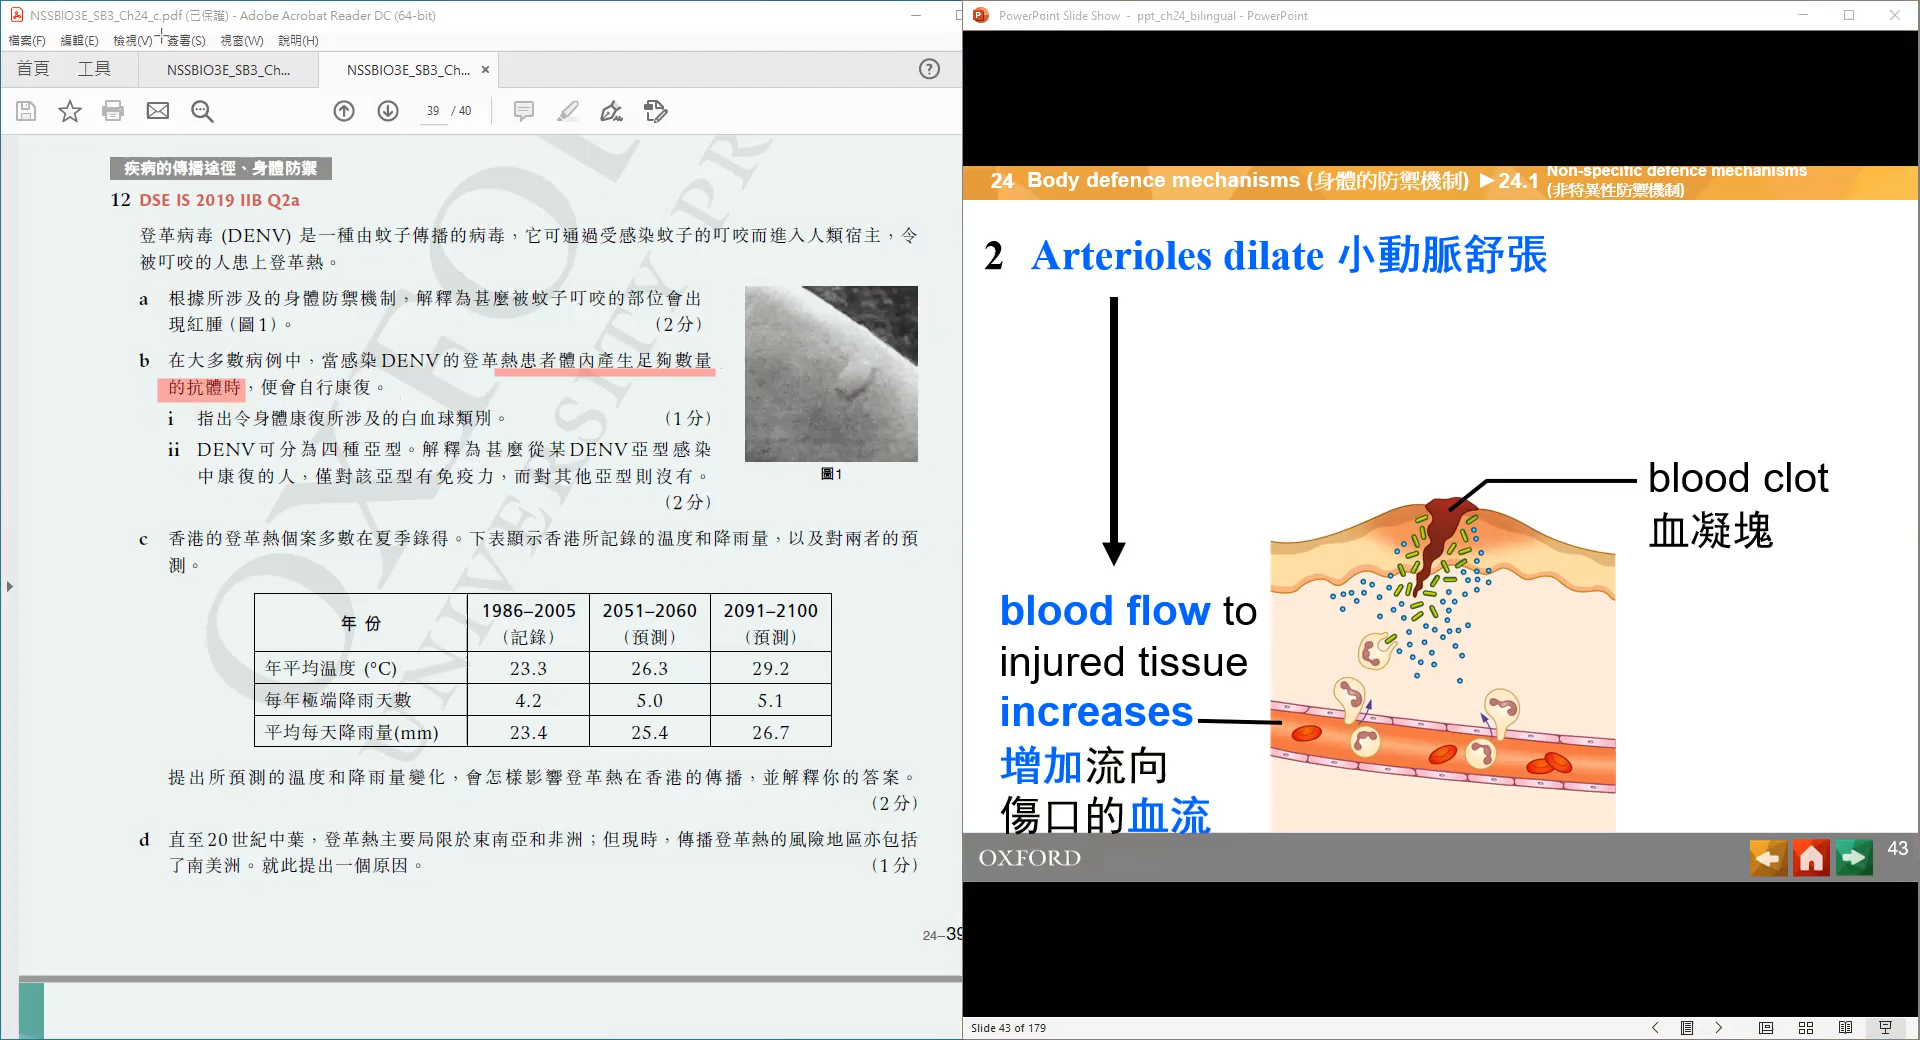 NSSBIO3E_SB3_Ch24_c.pdf (已保護) - Adobe Acrobat Reader DC (64-bit)
檔案(F) 編輯(E) 檢視(V) 簽署(S) 視窗(W) 說明(H)
首頁 工具 NSSBIO3E_SB3_Ch... NSSBIO3E_SB3_Ch... ×
39 / 40
OXFORD
UNIVERSITY PR
疾病的傳播途徑、身體防禦
12 DSE IS 2019 IIB Q2a
登革病毒 (DENV) 是一種由蚊子傳播的病毒，它可通過受感染蚊子的叮咬而進入人類宿主，令
被叮咬的人患上登革熱。
a 根據所涉及的身體防禦機制，解釋為甚麼被蚊子叮咬的部位會出
現紅腫（圖1）。 （2分）
b 在大多數病例中，當感染DENV的登革熱患者體內產生足夠數量
的抗體時，便會自行康復。
i 指出令身體康復所涉及的白血球類別。 （1分）
ii DENV可分為四種亞型。解釋為甚麼從某DENV亞型感染
中康復的人，僅對該亞型有免疫力，而對其他亞型則沒有。
（2分）
圖1
c 香港的登革熱個案多數在夏季錄得。下表顯示香港所記錄的温度和降雨量，以及對兩者的預
測。
年份 1986–2005 2051–2060 2091–2100
（記錄） （預測） （預測）
年平均温度 (°C) 23.3 26.3 29.2
每年極端降雨天數 4.2 5.0 5.1
平均每天降雨量(mm) 23.4 25.4 26.7
提出所預測的温度和降雨量變化，會怎樣影響登革熱在香港的傳播，並解釋你的答案。
（2分）
d 直至20世紀中葉，登革熱主要局限於東南亞和非洲；但現時，傳播登革熱的風險地區亦包括
了南美洲。就此提出一個原因。 （1分）
24–39
PowerPoint Slide Show - ppt_ch24_bilingual - PowerPoint
24 Body defence mechanisms (身體的防禦機制) ►24.1 Non-specific defence mechanisms
(非特異性防禦機制)
2 Arterioles dilate 小動脈舒張
blood clot
血凝塊
blood flow to
injured tissue
increases
增加流向
傷口的血流
OXFORD
43
Slide 43 of 179